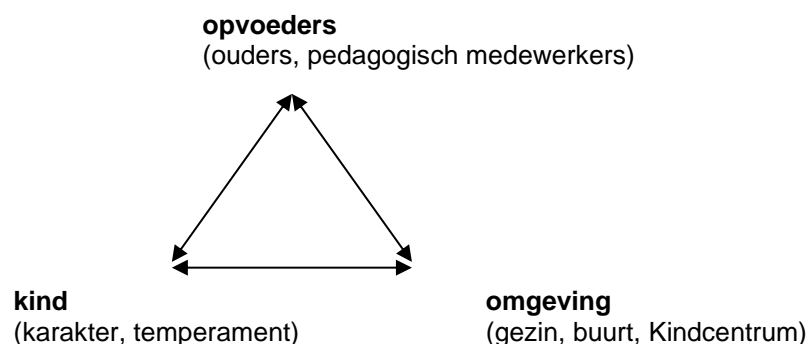 opvoeders
(ouders, pedagogisch medewerkers)
kind
(karakter, temperament)
omgeving
(gezin, buurt, Kindcentrum)